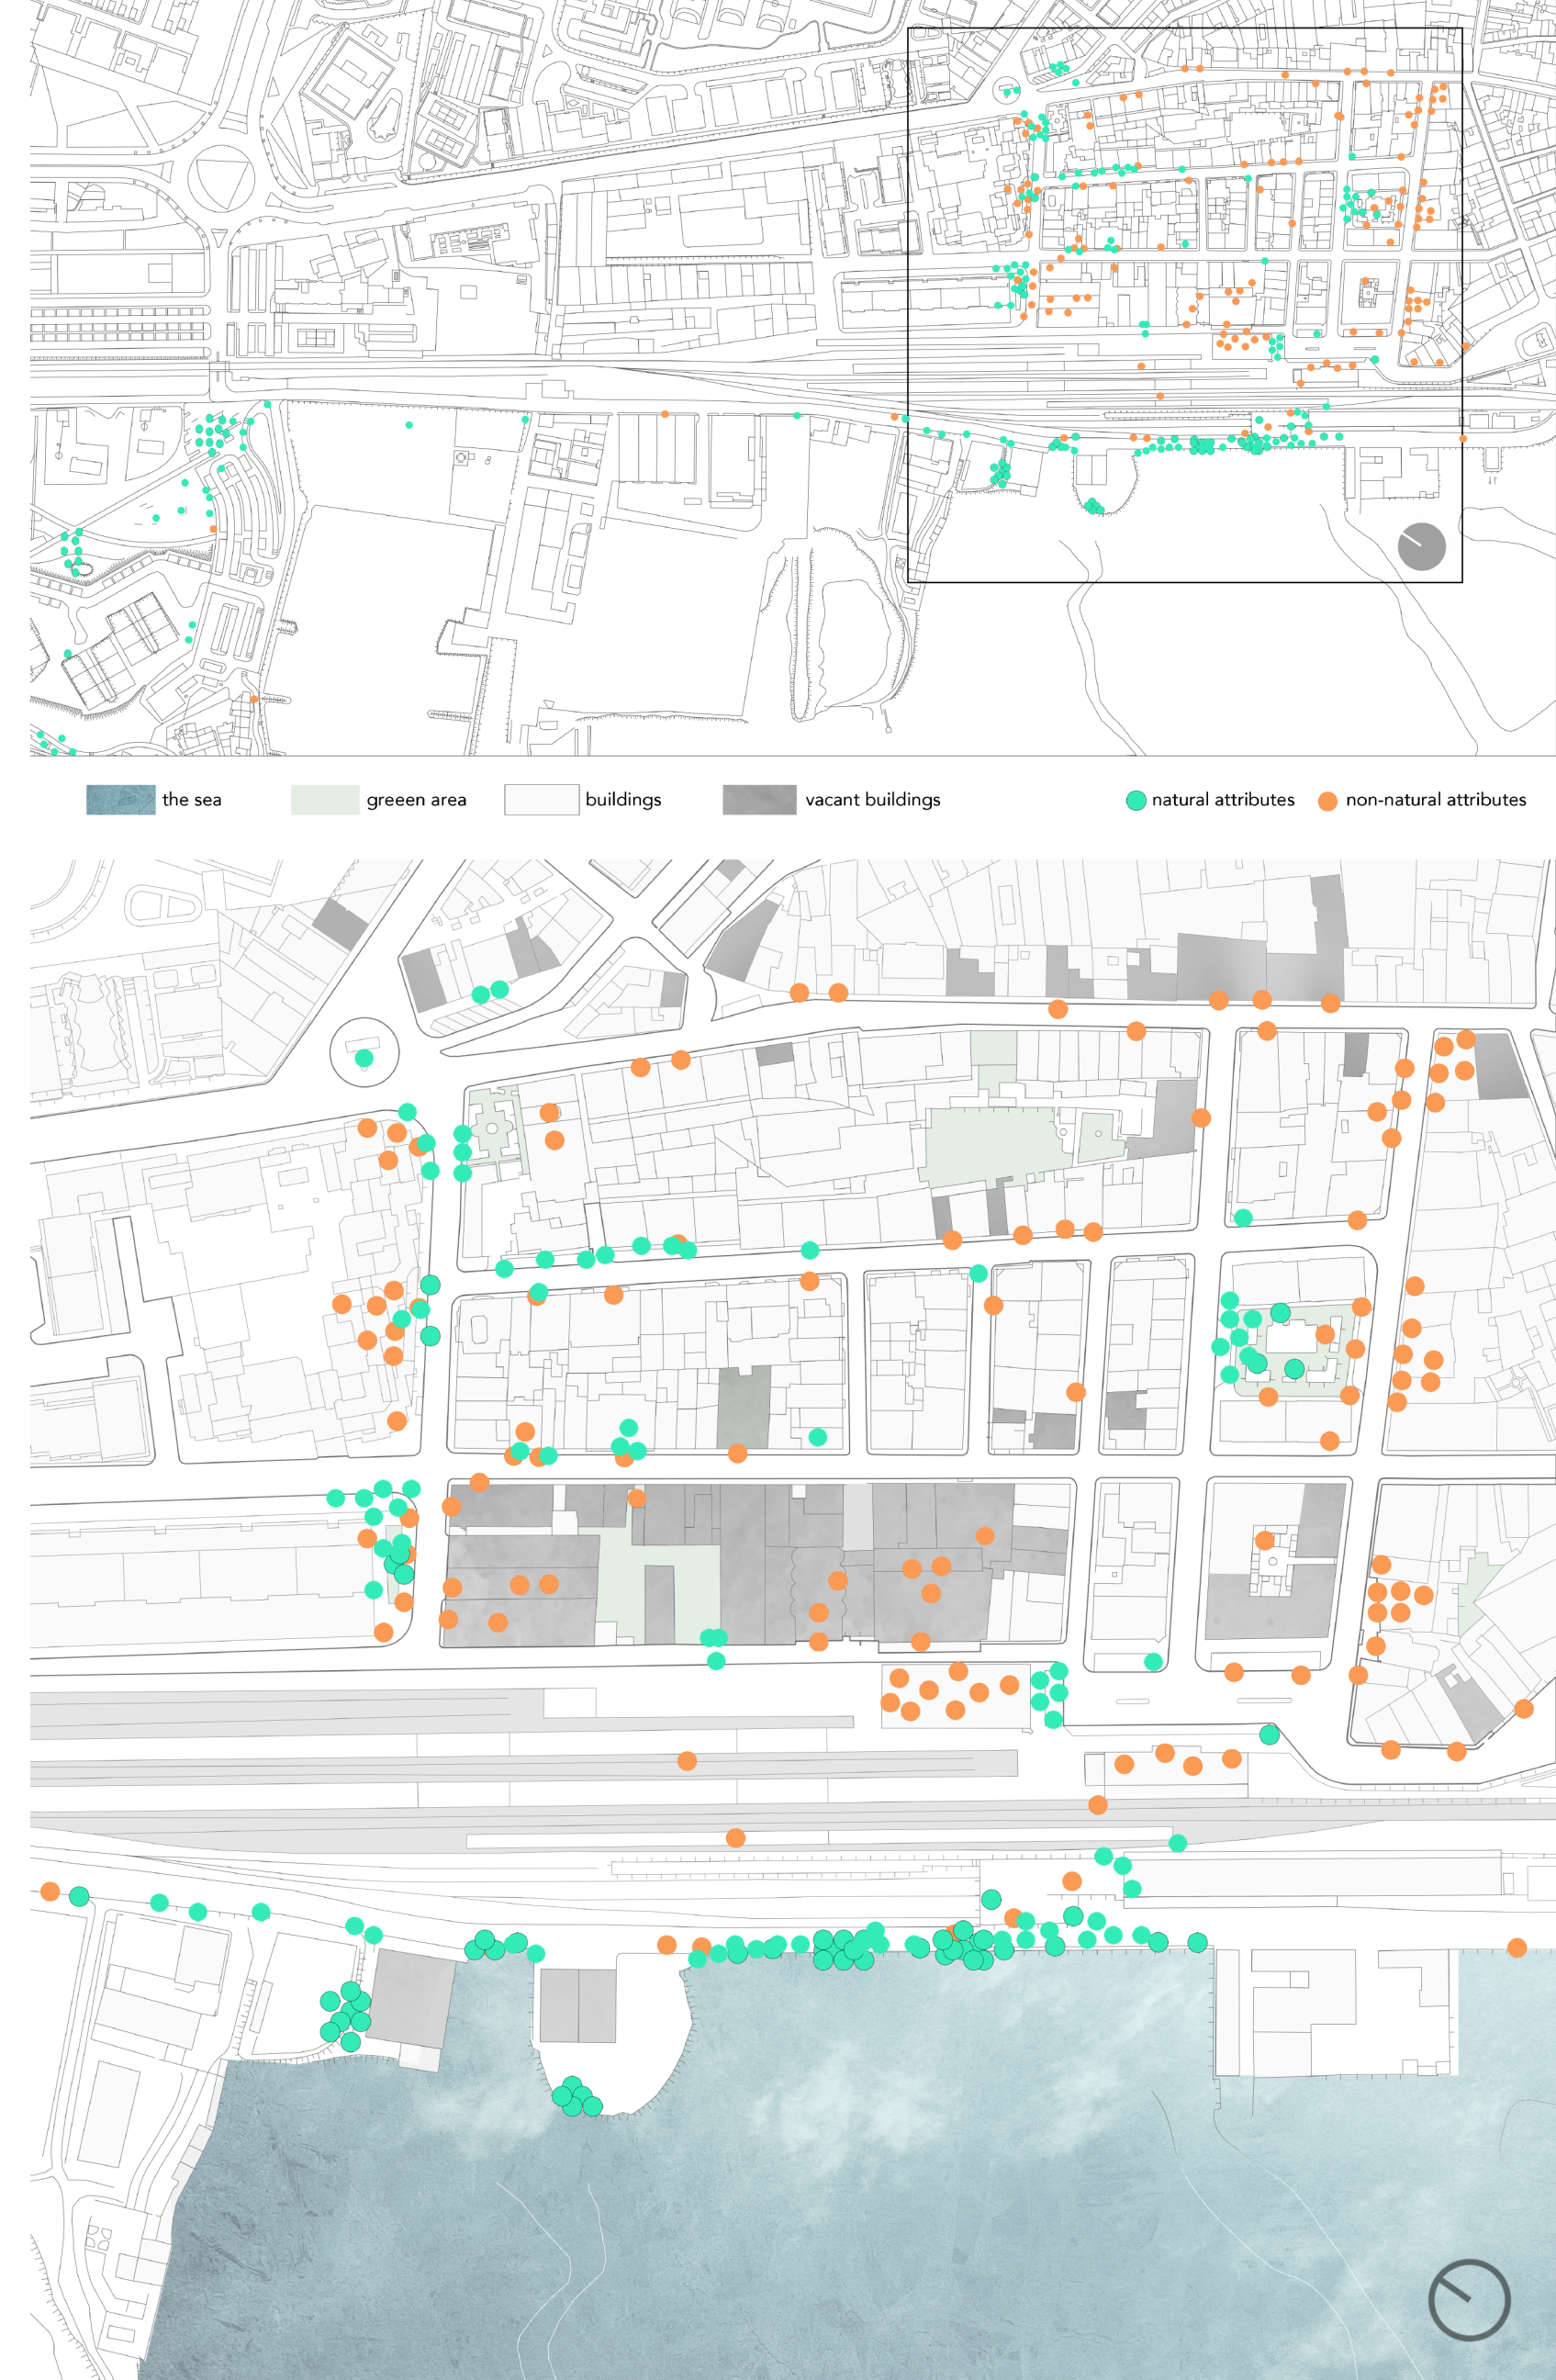 the sea greeen area buildings vacant buildings natural attributes non-natural attributes